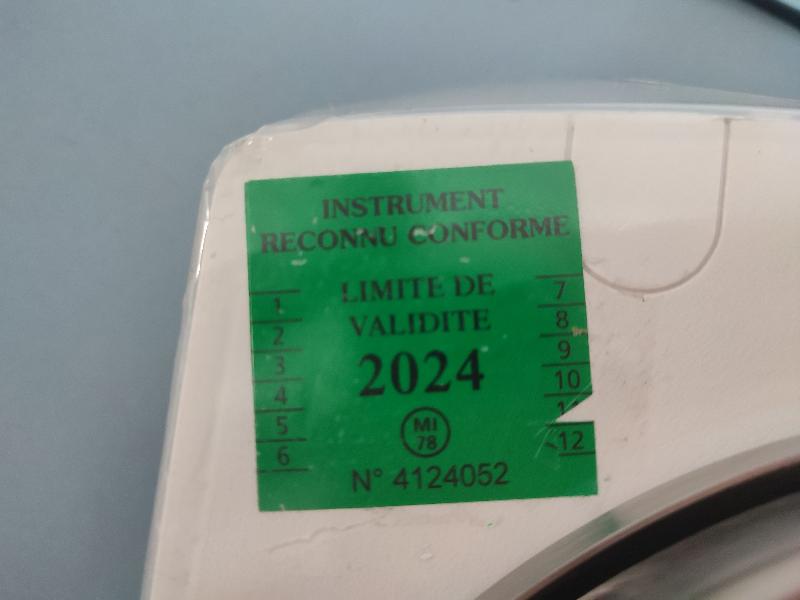 INSTRUMENT
RECONNU CONFORME
LIMITE DE
VALIDITE
2024
1
2
3
4
5
6
7
8
9
10
11
12
MI
78
N° 4124052